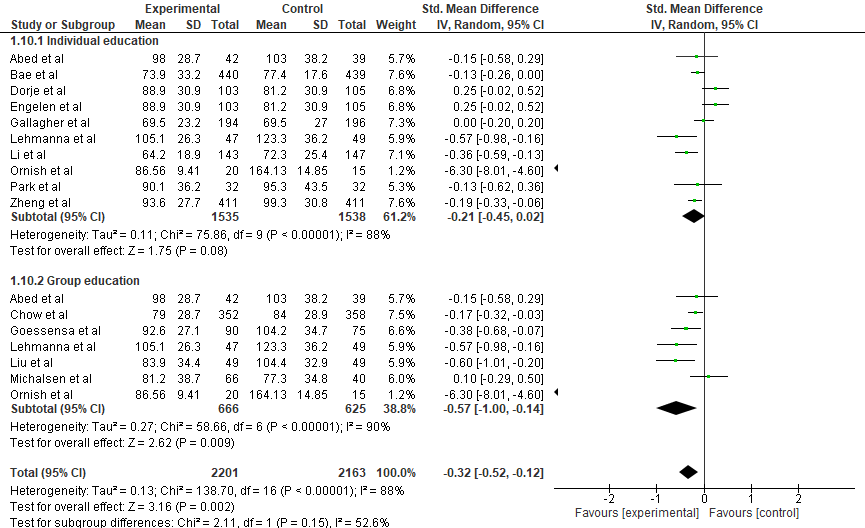 Experimental Control Std. Mean Difference Std. Mean Difference
Study or Subgroup Mean SD Total Mean SD Total Weight IV, Random, 95% CI IV, Random, 95% CI
1.10.1 Individual education
Abed et al 98 28.7 42 103 38.2 39 5.7% -0.15 [-0.58, 0.29]
Bae et al 73.9 33.2 440 77.4 17.6 439 7.6% -0.13 [-0.26, 0.00]
Dorje et al 88.9 30.9 103 81.2 30.9 105 7.0% 0.25 [-0.02, 0.52]
Engelen et al 88.9 30.9 103 81.2 30.9 105 7.0% 0.25 [-0.02, 0.52]
Gallagher et al 69.5 23.2 194 69.5 27 196 7.4% 0.00 [-0.20, 0.20]
Lehmanna et al 105.1 26.3 47 123.3 36.2 49 5.9% -0.57 [-0.98, -0.16]
Li et al 64.2 18.9 143 72.3 25.4 147 7.2% -0.36 [-0.59, -0.13]
Ornish et al 86.56 9.41 20 164.13 14.85 15 1.3% -6.30 [-8.01, -4.60]
Park et al 90.1 36.2 32 95.3 43.5 32 5.3% -0.13 [-0.62, 0.36]
Zheng et al 93.6 27.7 411 99.3 30.8 411 7.6% -0.19 [-0.33, -0.06]
Subtotal (95% CI) 1535 1538 61.2% -0.21 [-0.45, 0.02]
Heterogeneity: Tau² = 0.11; Chi² = 75.86, df = 9 (P < 0.00001); I² = 88%
Test for overall effect: Z = 1.75 (P = 0.08)
1.10.2 Group education
Abed et al 98 28.7 42 103 38.2 39 5.7% -0.15 [-0.58, 0.29]
Chow et al 79 28.7 352 84 28.9 358 7.5% -0.17 [-0.32, -0.03]
Goessensa et al 92.6 27.1 90 104.2 34.7 75 6.7% -0.38 [-0.68, -0.07]
Lehmanna et al 105.1 26.3 47 123.3 36.2 49 5.9% -0.57 [-0.98, -0.16]
Liu et al 83.9 34.4 49 104.4 32.9 49 5.9% -0.60 [-1.01, -0.20]
Michalsen et al 81.2 38.7 66 77.3 34.8 40 6.0% 0.10 [-0.29, 0.50]
Ornish et al 86.56 9.41 20 164.13 14.85 15 1.3% -6.30 [-8.01, -4.60]
Subtotal (95% CI) 666 625 38.8% -0.57 [-1.00, -0.14]
Heterogeneity: Tau² = 0.27; Chi² = 58.66, df = 6 (P < 0.00001); I² = 90%
Test for overall effect: Z = 2.62 (P = 0.009)
Total (95% CI) 2201 2163 100.0% -0.32 [-0.52, -0.12]
Heterogeneity: Tau² = 0.13; Chi² = 138.70, df = 16 (P < 0.00001); I² = 88%
Test for overall effect: Z = 3.16 (P = 0.002)
Test for subgroup differences: Chi² = 2.11, df = 1 (P = 0.15), I² = 52.6%
-2 -1 0 1 2
Favours [experimental] Favours [control]